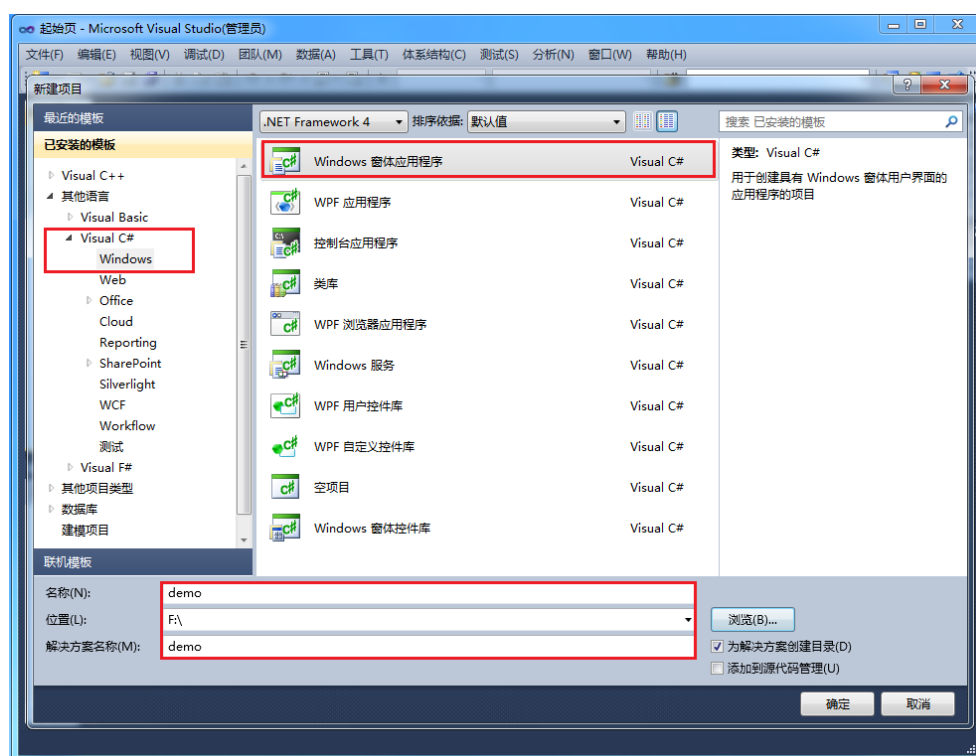 起始页 - Microsoft Visual Studio(管理员)
文件(F) 编辑(E) 视图(V) 调试(D) 团队(M) 数据(A) 工具(T) 体系结构(C) 测试(S) 分析(N) 窗口(W) 帮助(H)
新建项目
最近的模板
.NET Framework 4 排序依据: 默认值 搜索 已安装的模板
已安装的模板
Visual C++
其他语言
Visual Basic
Visual C#
Windows
Web
Office
Cloud
Reporting
SharePoint
Silverlight
WCF
Workflow
测试
Visual F#
其他项目类型
数据库
建模项目
联机模板
Windows 窗体应用程序 Visual C#
WPF 应用程序 Visual C#
控制台应用程序 Visual C#
类库 Visual C#
WPF 浏览器应用程序 Visual C#
Windows 服务 Visual C#
WPF 用户控件库 Visual C#
WPF 自定义控件库 Visual C#
空项目 Visual C#
Windows 窗体控件库 Visual C#
类型: Visual C#
用于创建具有 Windows 窗体用户界面的
应用程序的项目
名称(N): demo
位置(L): F:\ 浏览(B)...
解决方案名称(M): demo
为解决方案创建目录(D)
添加到源代码管理(U)
确定 取消